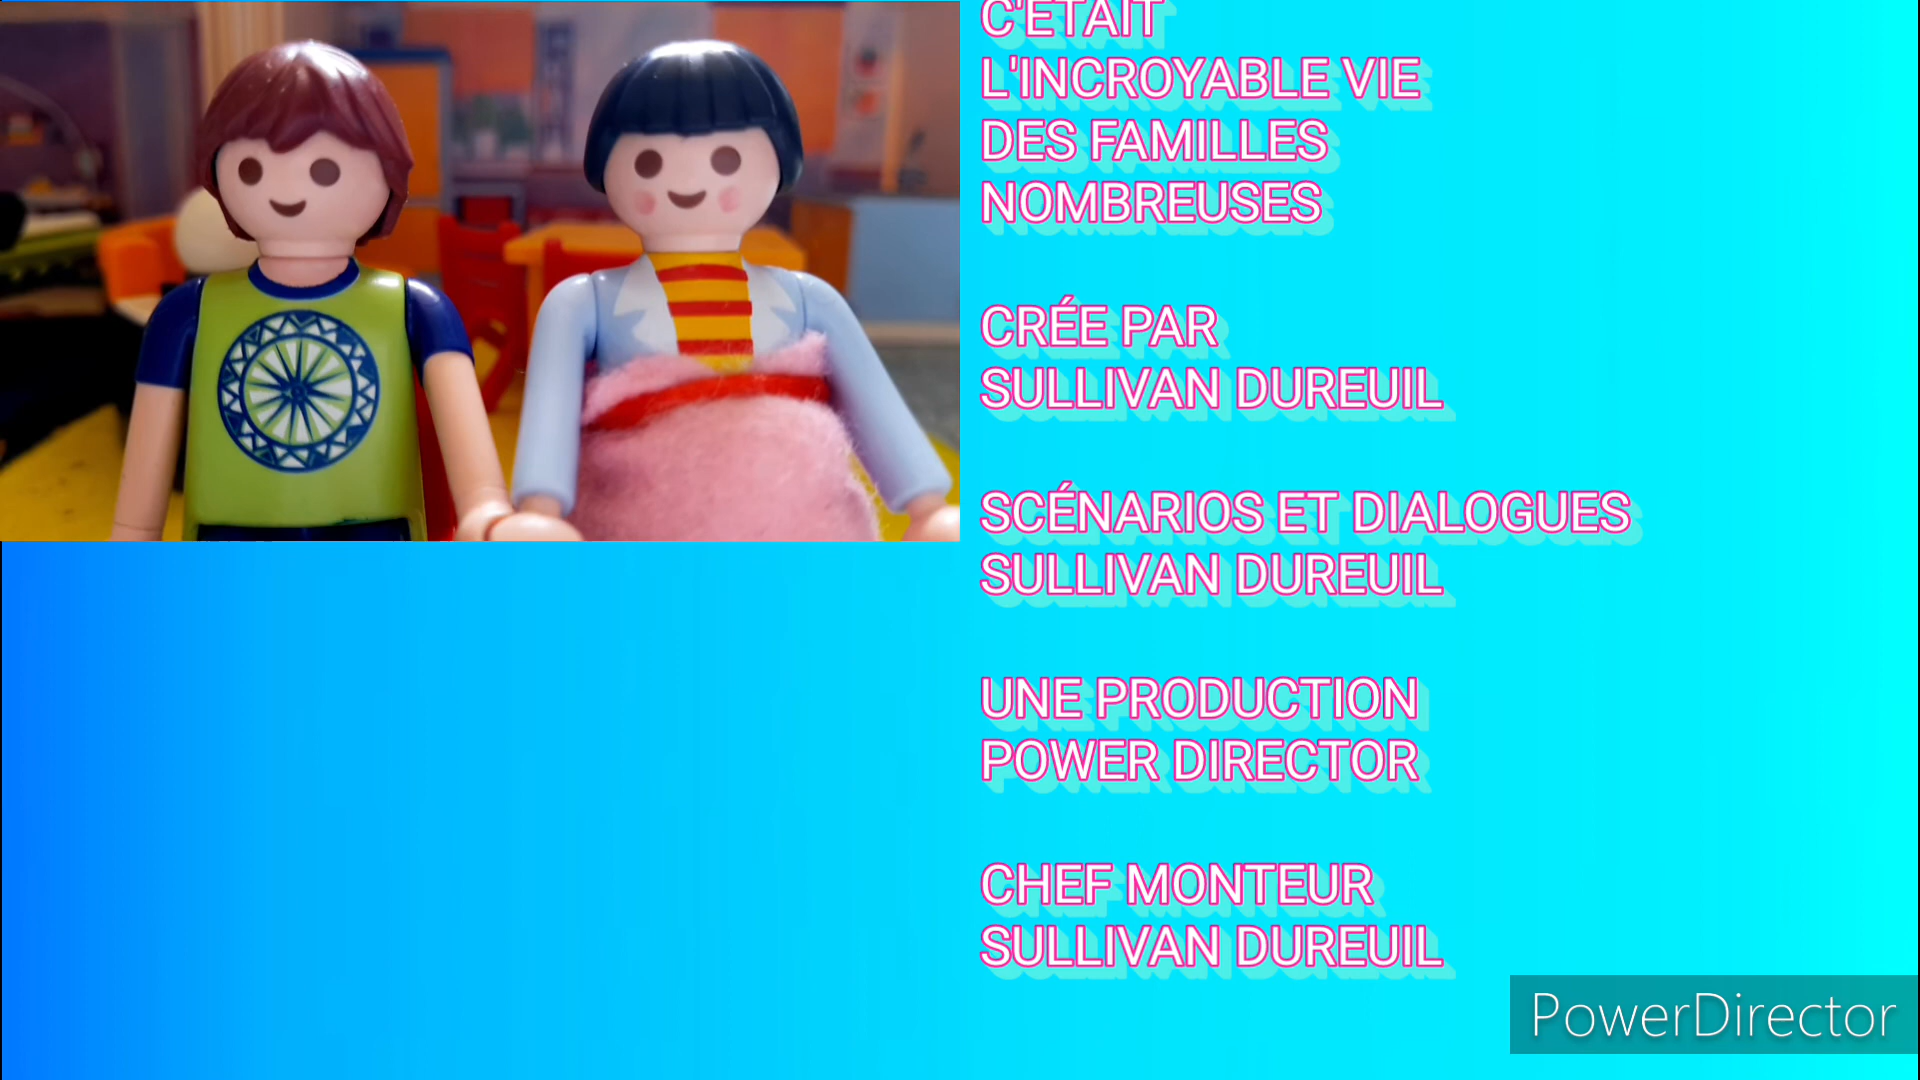 C'ÉTAIT
L'INCROYABLE VIE
DES FAMILLES
NOMBREUSES
CRÉE PAR
SULLIVAN DUREUIL
SCÉNARIOS ET DIALOGUES
SULLIVAN DUREUIL
UNE PRODUCTION
POWER DIRECTOR
CHEF MONTEUR
SULLIVAN DUREUIL
PowerDirector